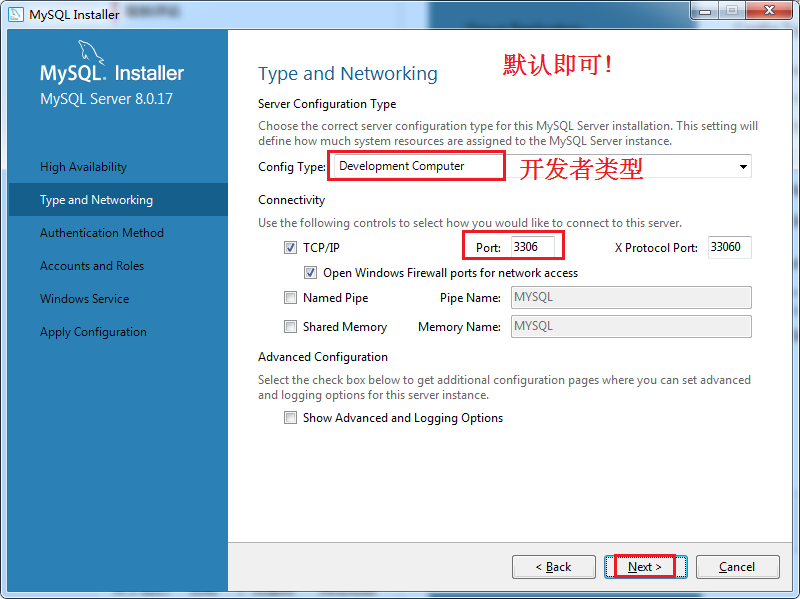 MySQL Installer
MySQL. Installer
MySQL Server 8.0.17
High Availability
Type and Networking
Authentication Method
Accounts and Roles
Windows Service
Apply Configuration
Type and Networking
默认即可！
Server Configuration Type
Choose the correct server configuration type for this MySQL Server installation. This setting will
define how much system resources are assigned to the MySQL Server instance.
Config Type: Development Computer 开发者类型
Connectivity
Use the following controls to select how you would like to connect to this server.
TCP/IP Port: 3306 X Protocol Port: 33060
Open Windows Firewall ports for network access
Named Pipe Pipe Name: MYSQL
Shared Memory Memory Name: MYSQL
Advanced Configuration
Select the check box below to get additional configuration pages where you can set advanced
and logging options for this server instance.
Show Advanced and Logging Options
< Back Next > Cancel